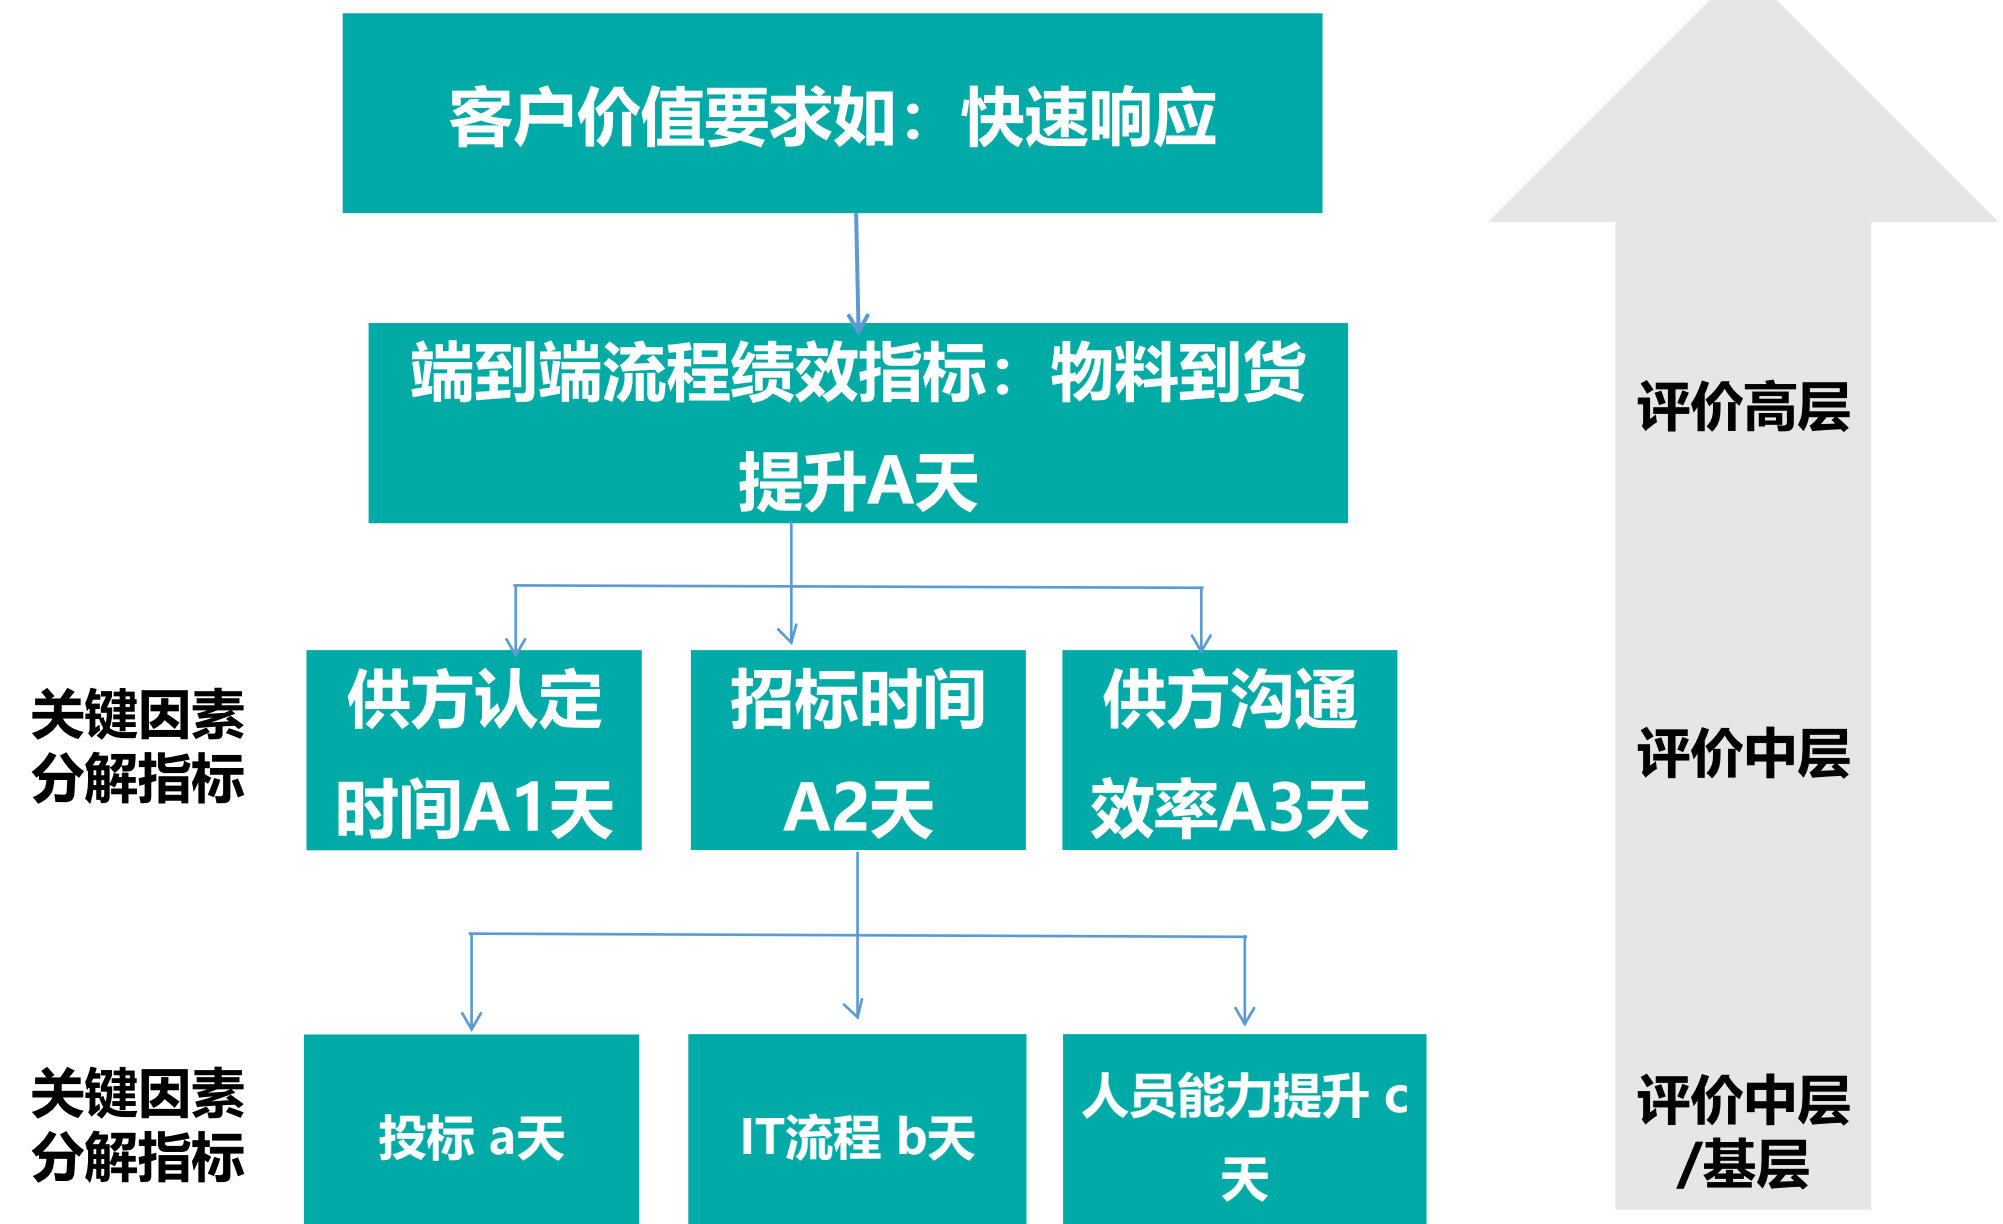 客户价值要求如：快速响应
端到端流程绩效指标：物料到货
提升A天
评价高层
关键因素
分解指标
供方认定
时间A1天
招标时间
A2天
供方沟通
效率A3天
评价中层
关键因素
分解指标
投标 a天
IT流程 b天
人员能力提升 c
天
评价中层
/基层